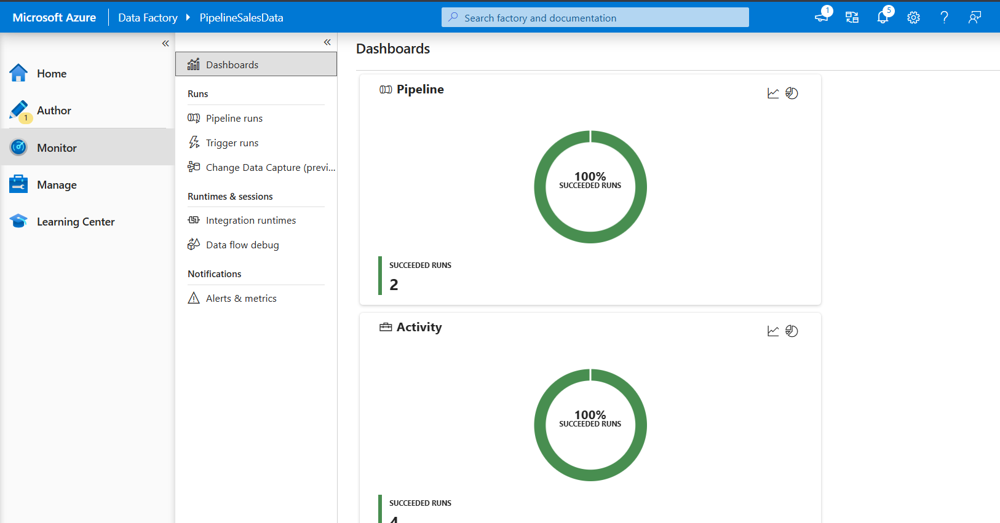 Microsoft Azure Data Factory PipelineSalesData Search factory and documentation 1 5
Home
Author
1
Monitor
Manage
Learning Center
Dashboards
Runs
Pipeline runs
Trigger runs
Change Data Capture (previ...
Runtimes & sessions
Integration runtimes
Data flow debug
Notifications
Alerts & metrics
Dashboards
Pipeline
100%
SUCCEEDED RUNS
SUCCEEDED RUNS
2
Activity
100%
SUCCEEDED RUNS
SUCCEEDED RUNS
4